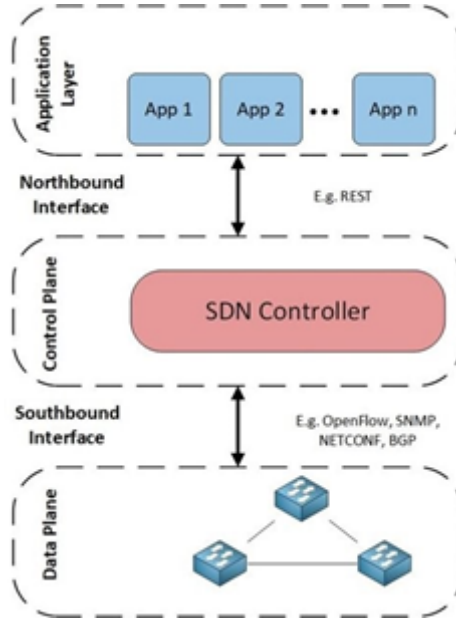 Application
Layer
App 1
App 2
•••
App n
Northbound
Interface
E.g. REST
Control Plane
SDN Controller
Southbound
Interface
E.g. OpenFlow, SNMP,
NETCONF, BGP
Data Plane